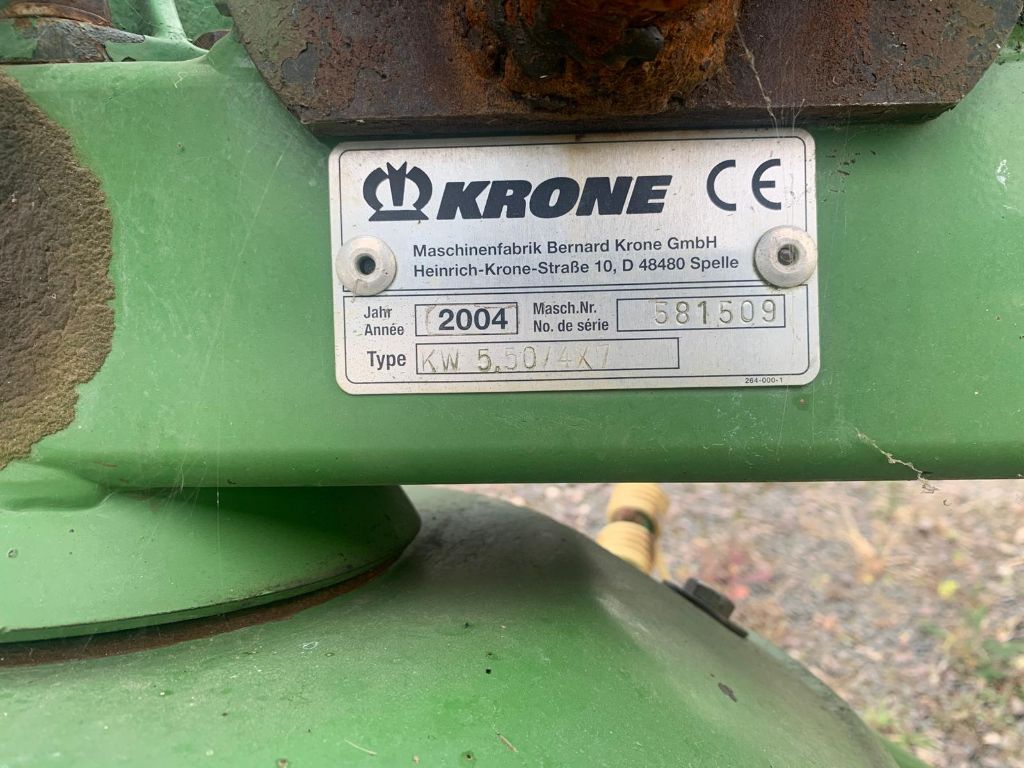 KRONE CE
Maschinenfabrik Bernard Krone GmbH
Heinrich-Krone-Straße 10, D 48480 Spelle
Jahr
Année
2004
Masch.Nr.
No. de série
581509
Type KW 5.50/4X7
264-000-1